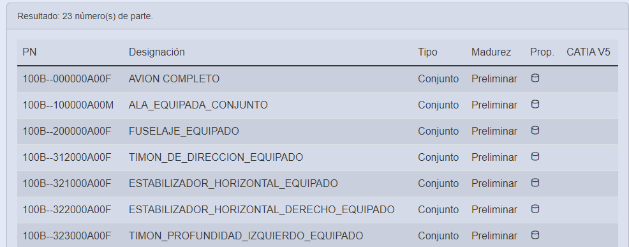 Resultado: 23 número(s) de parte.
PN Designación Tipo Madurez Prop. CATIA V5
100B--000000A00F AVION COMPLETO Conjunto Preliminar
100B--100000A00M ALA_EQUIPADA_CONJUNTO Conjunto Preliminar
100B--200000A00F FUSELAJE_EQUIPADO Conjunto Preliminar
100B--312000A00F TIMON_DE_DIRECCION_EQUIPADO Conjunto Preliminar
100B--321000A00F ESTABILIZADOR_HORIZONTAL_EQUIPADO Conjunto Preliminar
100B--322000A00F ESTABILIZADOR_HORIZONTAL_DERECHO_EQUIPADO Conjunto Preliminar
100B--323000A00F TIMON_PROFUNDIDAD_IZQUIERDO_EQUIPADO Conjunto Preliminar